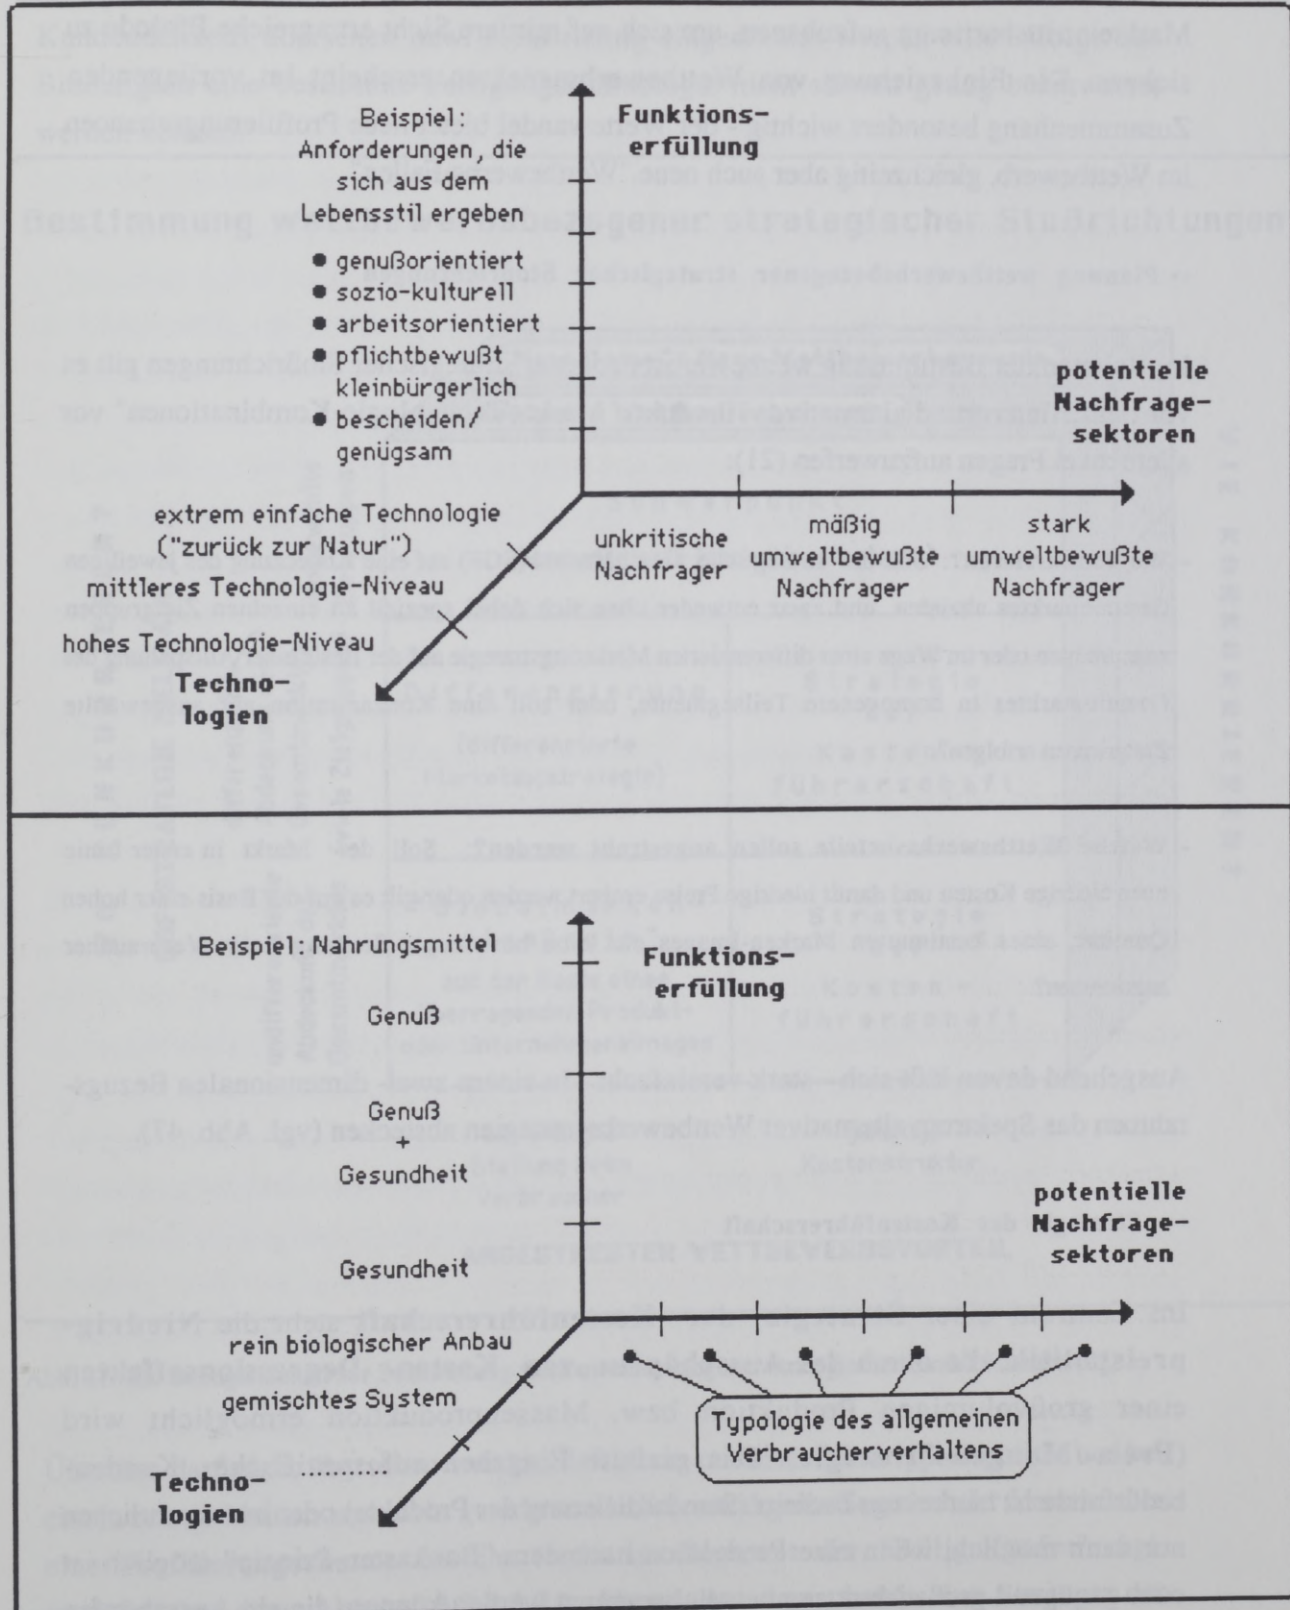 Beispiel:
Anforderungen, die
sich aus dem
Lebensstil ergeben
● genußorientiert
● sozio-kulturell
● arbeitsorientiert
● pflichtbewußt
kleinbürgerlich
● bescheiden/
genügsam
Funktions-
erfüllung
potentielle
Nachfrage-
sektoren
unkritische
Nachfrager
mäßig
umweltbewußte
Nachfrager
stark
umweltbewußte
Nachfrager
extrem einfache Technologie
("zurück zur Natur")
mittleres Technologie-Niveau
hohes Technologie-Niveau
Techno-
logien
Beispiel: Nahrungsmittel
Genuß
Genuß
+
Gesundheit
Gesundheit
Funktions-
erfüllung
potentielle
Nachfrage-
sektoren
rein biologischer Anbau
gemischtes System
..........
Techno-
logien
Typologie des allgemeinen
Verbraucherverhaltens